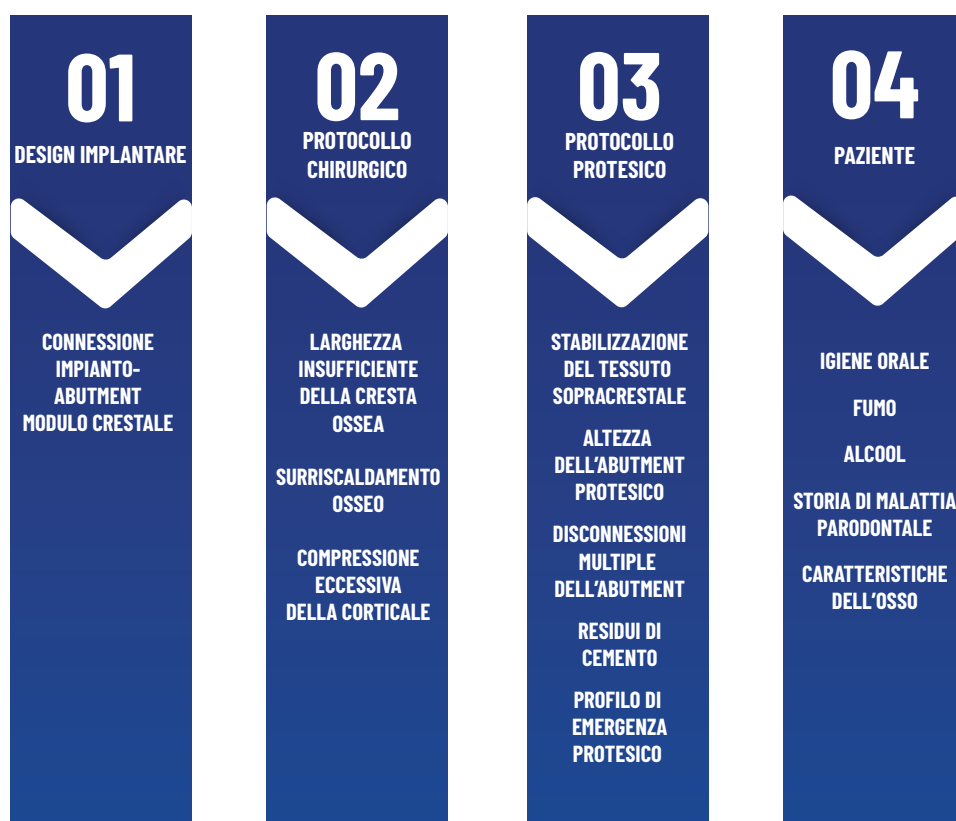 01
DESIGN IMPLANTARE
CONNESSIONE
IMPIANTO-
ABUTMENT
MODULO CRESTALE
02
PROTOCOLLO
CHIRURGICO
LARGHEZZA
INSUFFICIENTE
DELLA CRESTA
OSSEA
SURRISCALDAMENTO
OSSEO
COMPRESSIONE
ECCESSIVA
DELLA CORTICALE
03
PROTOCOLLO
PROTESICO
STABILIZZAZIONE
DEL TESSUTO
SOPRACRESTALE
ALTEZZA
DELL’ABUTMENT
PROTESICO
DISCONNESSIONI
MULTIPLE
DELL’ABUTMENT
RESIDUI DI
CEMENTO
PROFILO DI
EMERGENZA
PROTESICO
04
PAZIENTE
IGIENE ORALE
FUMO
ALCOOL
STORIA DI MALATTIA
PARODONTALE
CARATTERISTICHE
DELL’OSSO